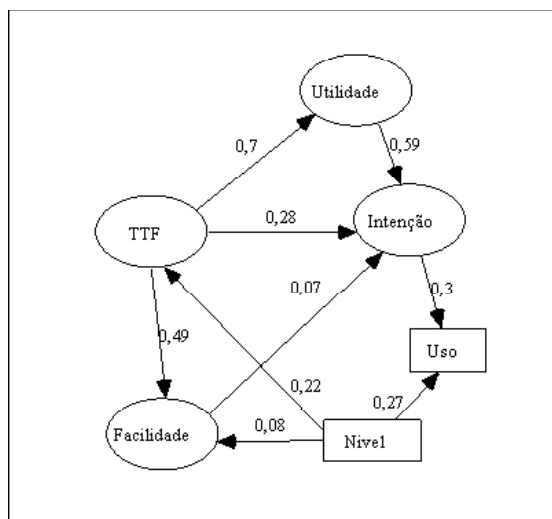 Utilidade
0,7
0,59
TTF
0,28
Intenção
0,07
0,3
0,49
Uso
0,22
0,27
Facilidade
0,08
Nivel